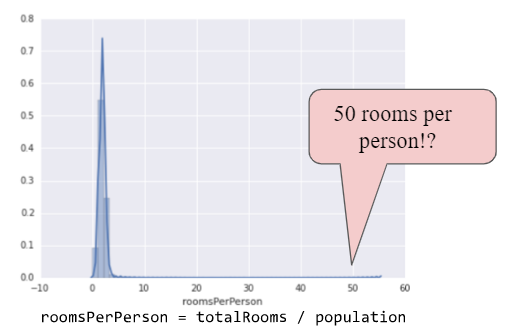 0.8
0.7
0.6
0.5
0.4
0.3
0.2
0.1
0.0
50 rooms per
person!?
−10 0 10 20 30 40 50 60
roomsPerPerson
roomsPerPerson = totalRooms / population